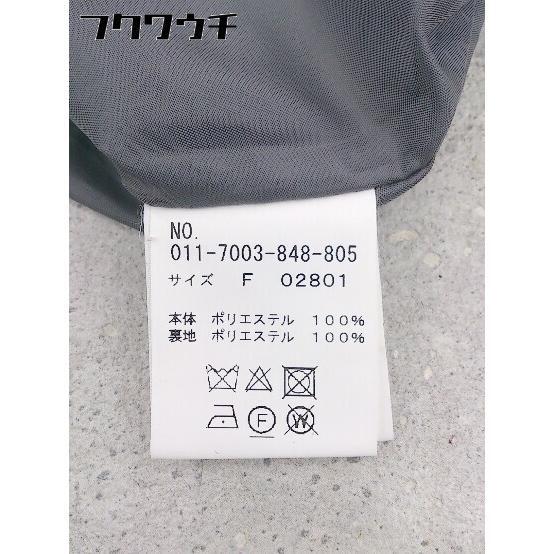 フクワウチ
NO.
011-7003-848-805
サイズ F 02801
本体 ポリエステル 100%
裏地 ポリエステル 100%
F
W